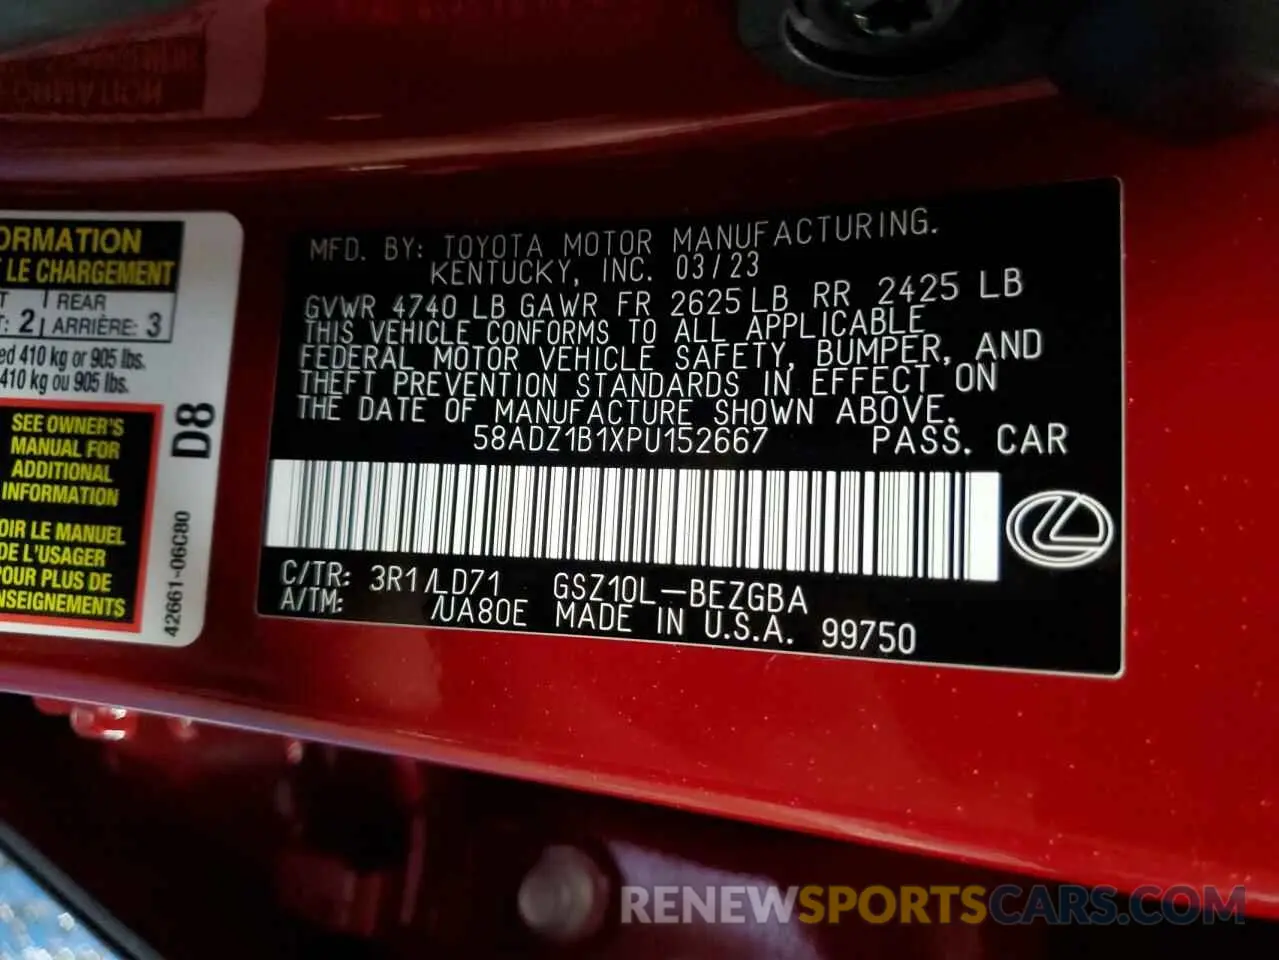 ORMATION
LE CHARGEMENT
REAR
: 2 ARRIÈRE: 3
ed 410 kg or 905 lbs.
410 kg ou 905 lbs.
SEE OWNER'S
MANUAL FOR
ADDITIONAL
INFORMATION
OIR LE MANUEL
DE L'USAGER
POUR PLUS DE
NSEIGNEMENTS
D8
42661-06C80
MFD. BY: TOYOTA MOTOR MANUFACTURING.
KENTUCKY, INC. 03/23
GVWR 4740 LB GAWR FR 2625 LB RR 2425 LB
THIS VEHICLE CONFORMS TO ALL APPLICABLE
FEDERAL MOTOR VEHICLE SAFETY, BUMPER, AND
THEFT PREVENTION STANDARDS IN EFFECT ON
THE DATE OF MANUFACTURE SHOWN ABOVE.
58ADZ1B1XPU152667 PASS. CAR
C/TR: 3R1/LD71 GSZ10L-BEZGBA
A/TM: /UA80E MADE IN U.S.A. 99750
RENEWSPORTSCARS.COM